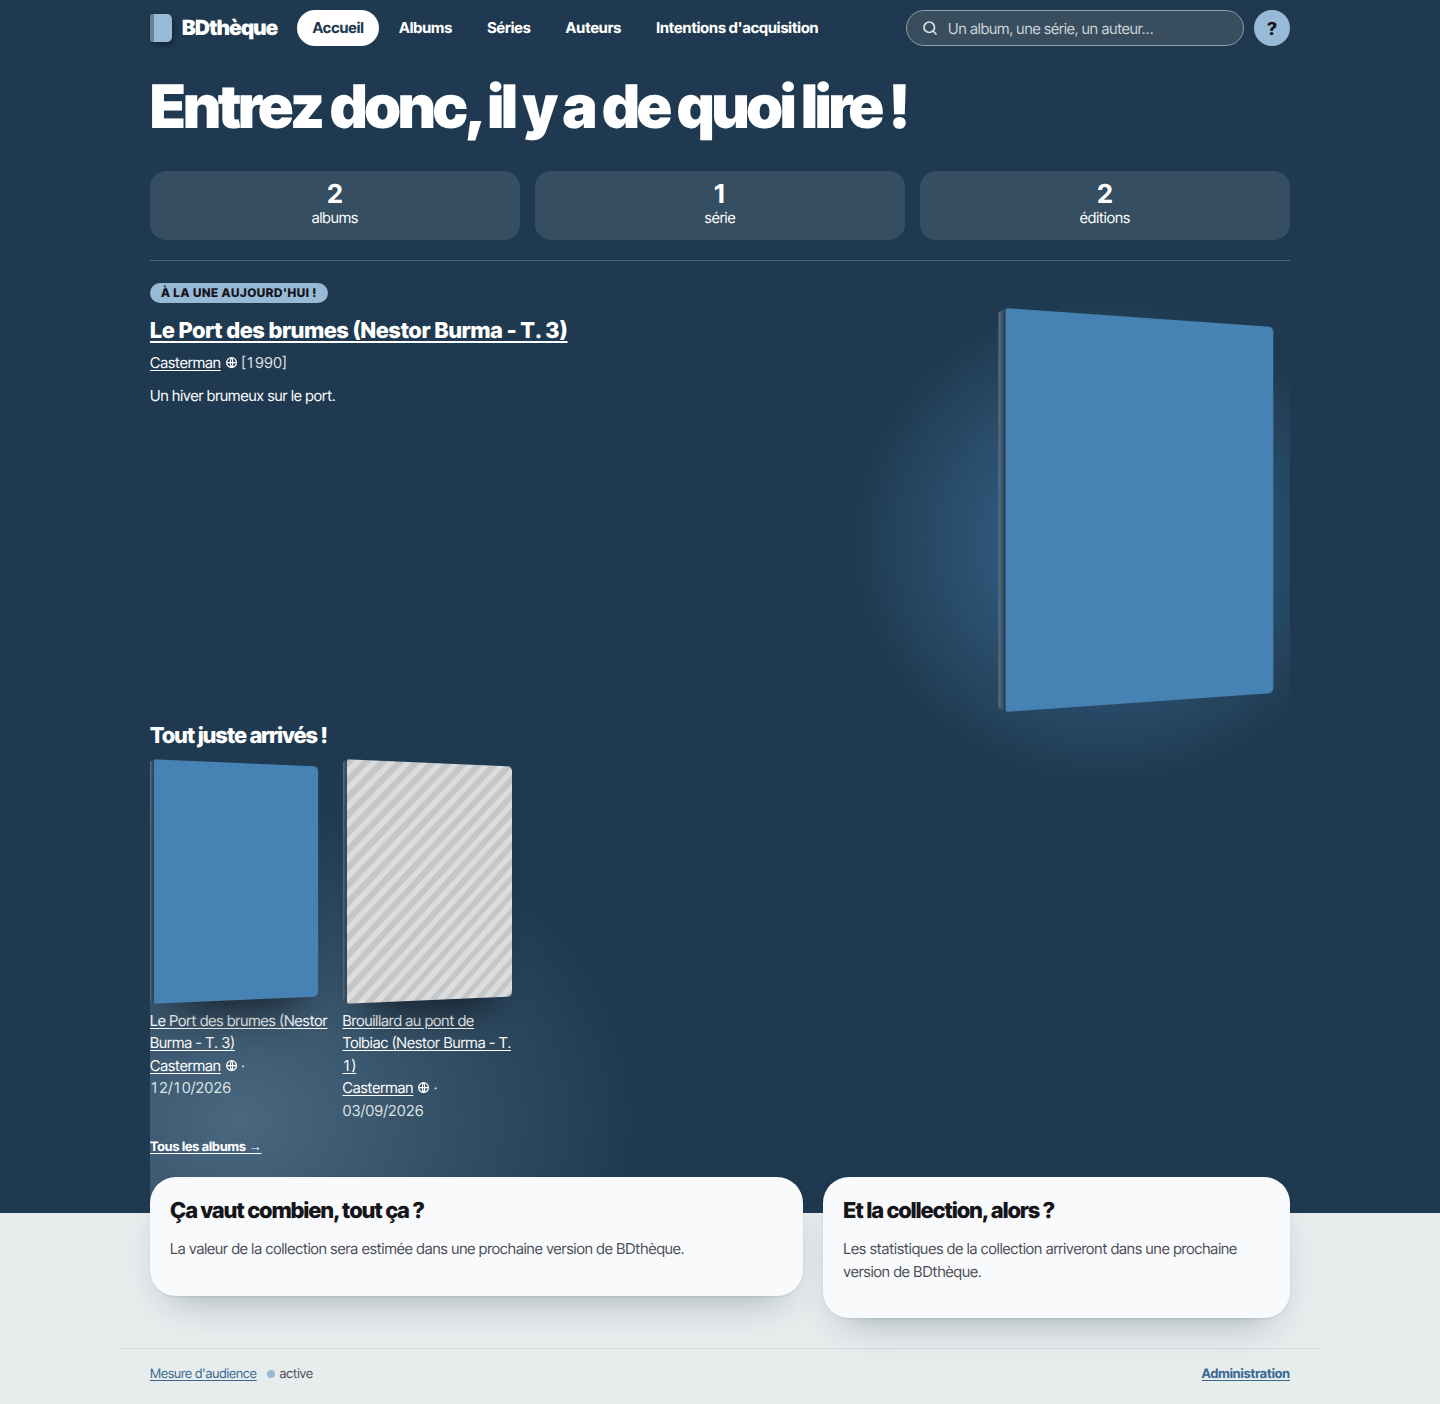 BDthèque
Accueil
Albums
Séries
Auteurs
Intentions d'acquisition
Un album, une série, un auteur...
?
Entrez donc, il y a de quoi lire !
2
albums
1
série
2
éditions
À LA UNE AUJOURD'HUI !
Le Port des brumes (Nestor Burma - T. 3)
Casterman [1990]
Un hiver brumeux sur le port.
Tout juste arrivés !
Le Port des brumes (Nestor
Burma - T. 3)
Casterman ·
12/10/2026
Brouillard au pont de
Tolbiac (Nestor Burma - T.
1)
Casterman ·
03/09/2026
Tous les albums →
Ça vaut combien, tout ça ?
La valeur de la collection sera estimée dans une prochaine version de BDthèque.
Et la collection, alors ?
Les statistiques de la collection arriveront dans une prochaine
version de BDthèque.
Mesure d'audience
active
Administration